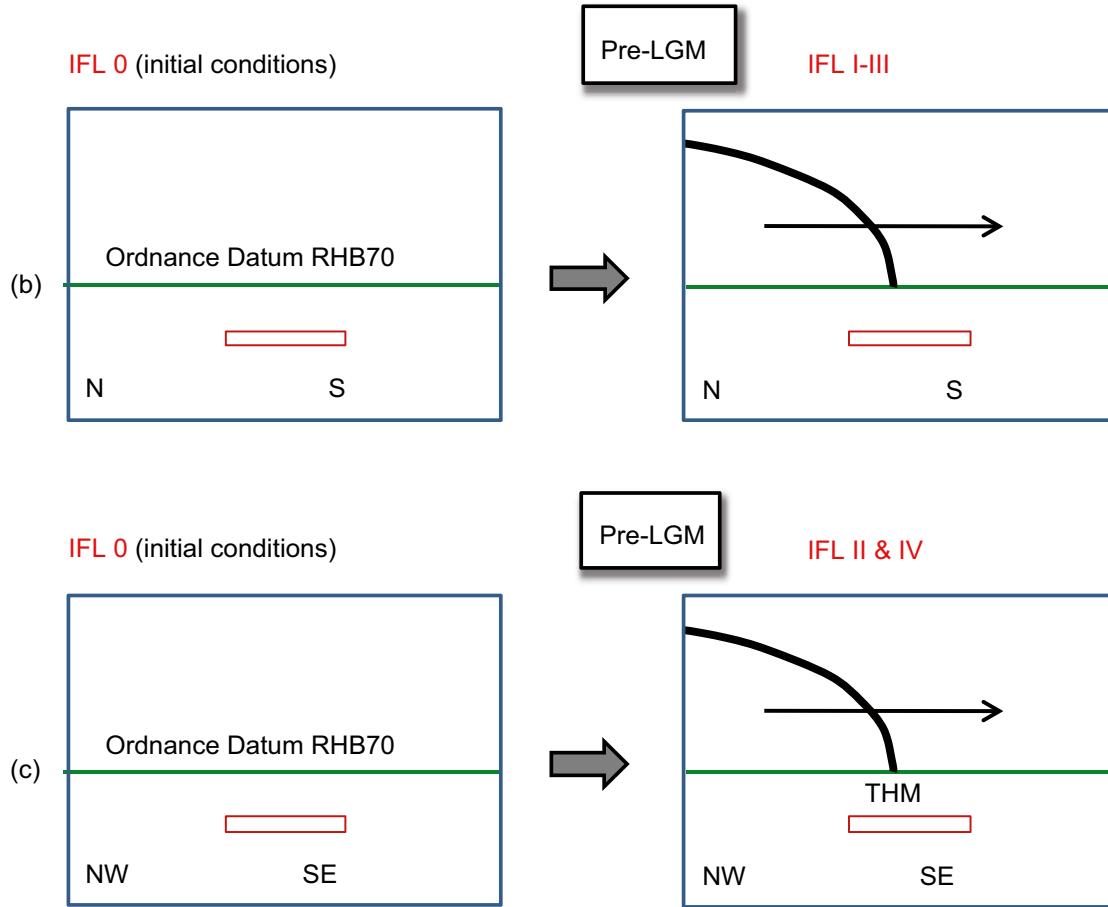 Pre-LGM
IFL 0 (initial conditions)
IFL I-III
Ordnance Datum RHB70
(b)
N
S
N
S
Pre-LGM
IFL 0 (initial conditions)
IFL II & IV
Ordnance Datum RHB70
(c)
THM
NW
SE
NW
SE